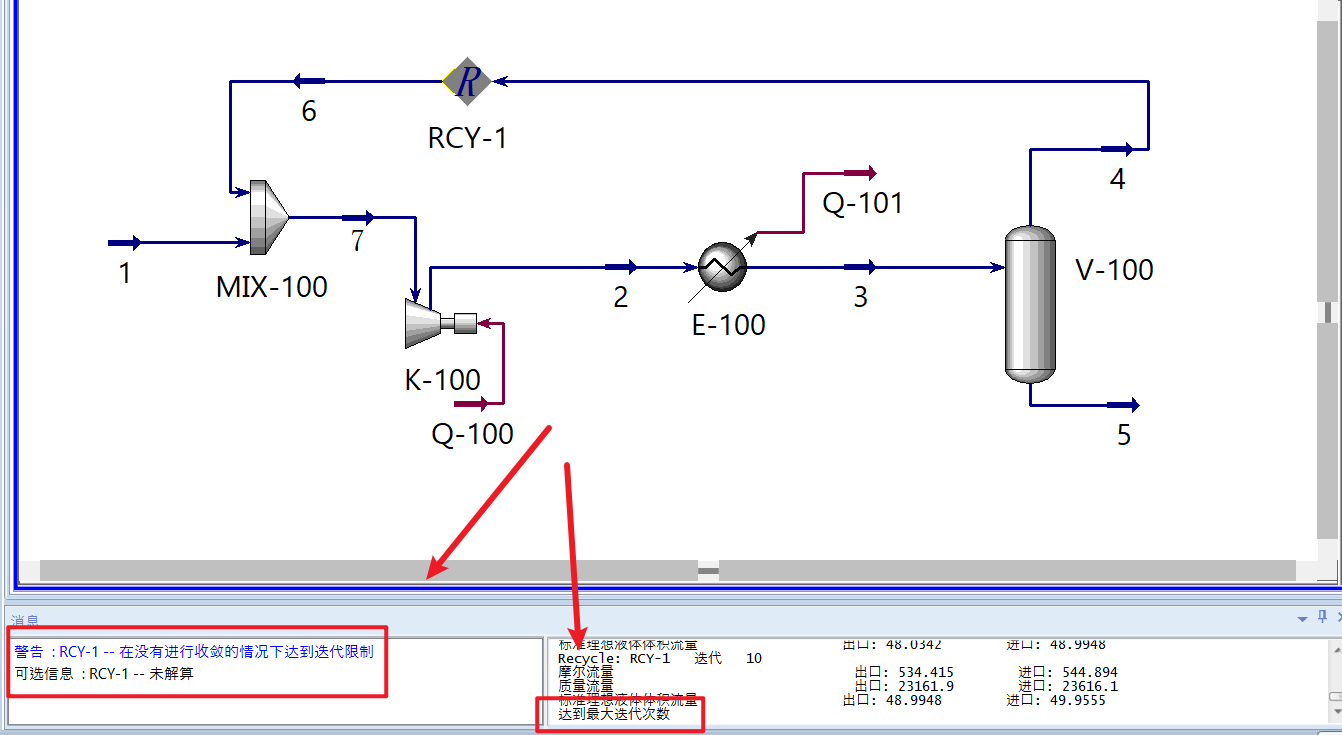 R
6
RCY-1
4
Q-101
7
1
MIX-100
2
3
V-100
E-100
K-100
Q-100
5
消息
警告 : RCY-1 -- 在没有进行收敛的情况下达到迭代限制
可选信息 : RCY-1 -- 未解算
标准理想液体体积流量 出口: 48.0342 进口: 48.9948
Recycle: RCY-1 迭代 10
摩尔流量 出口: 534.415 进口: 544.894
质量流量 出口: 23161.9 进口: 23616.1
标准理想液体体积流量 出口: 48.9948 进口: 49.9555
达到最大迭代次数